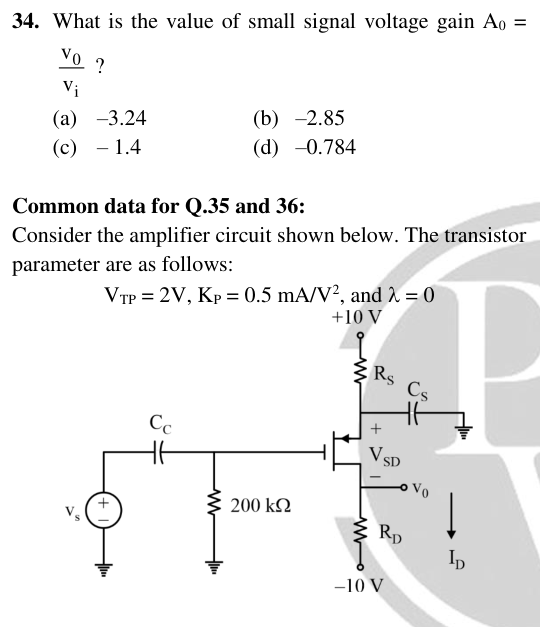 34. What is the value of small signal voltage gain A₀ =
v₀/vᵢ ?
(a) –3.24 (b) –2.85
(c) – 1.4 (d) –0.784
Common data for Q.35 and 36:
Consider the amplifier circuit shown below. The transistor
parameter are as follows:
V_TP = 2V, K_P = 0.5 mA/V², and λ = 0
+10 V
R_S
C_S
C_C
+
V_SD
–
v₀
v_s
+
–
200 kΩ
R_D
I_D
–10 V
P